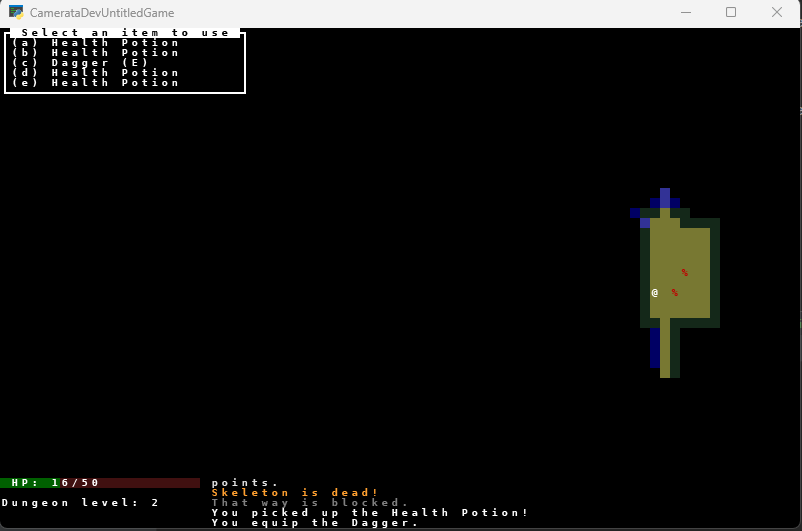 CamerataDevUntitledGame
Select an item to use
(a) Health Potion
(b) Health Potion
(c) Dagger (E)
(d) Health Potion
(e) Health Potion
%
@ %
HP: 16/50
Dungeon level: 2
points.
Skeleton is dead!
That way is blocked.
You picked up the Health Potion!
You equip the Dagger.